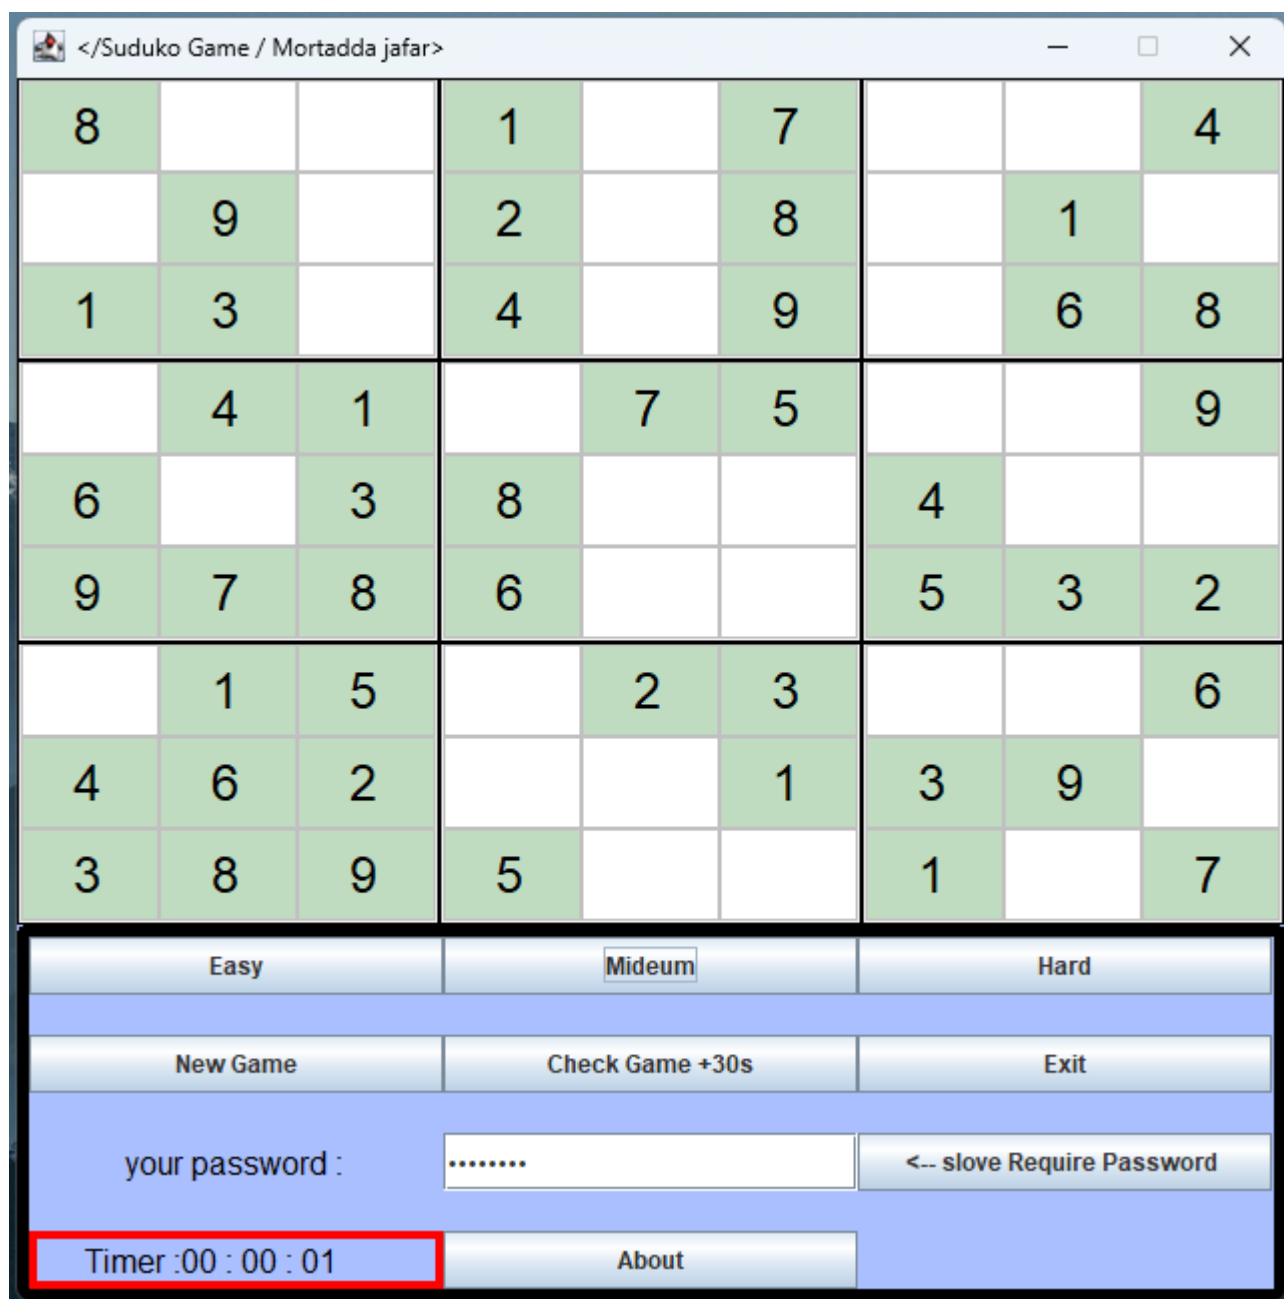 </Suduko Game / Mortadda jafar>
8 1 7 4
9 2 8 1
1 3 4 9 6 8
4 1 7 5 9
6 3 8 4
9 7 8 6 5 3 2
1 5 2 3 6
4 6 2 1 3 9
3 8 9 5 1 7
Easy Mideum Hard
New Game Check Game +30s Exit
your password : •••••••• <-- slove Require Password
Timer :00 : 00 : 01 About